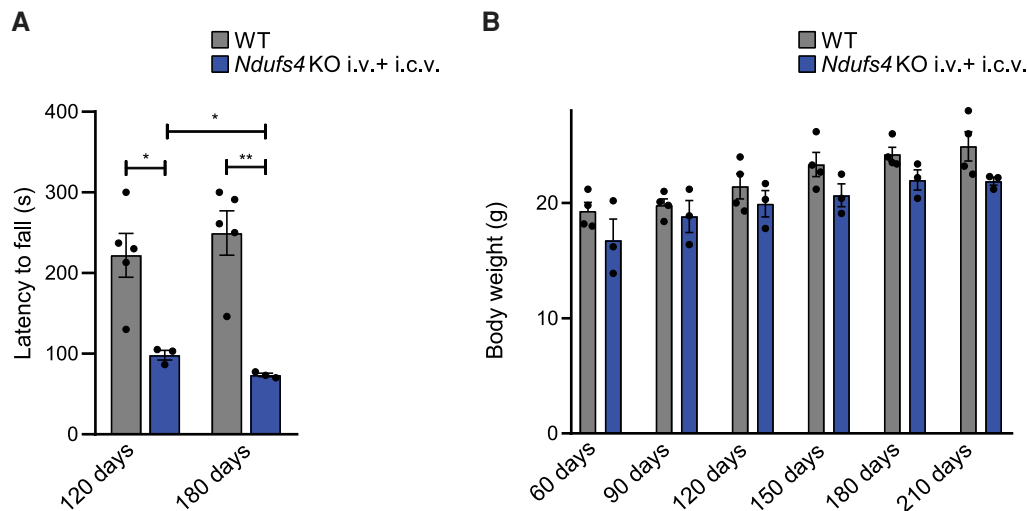 A
WT
Ndufs4 KO i.v.+ i.c.v.
Latency to fall (s)
400
300
200
100
0
*
*
**
120 days
180 days
B
WT
Ndufs4 KO i.v.+ i.c.v.
Body weight (g)
20
10
0
60 days
90 days
120 days
150 days
180 days
210 days